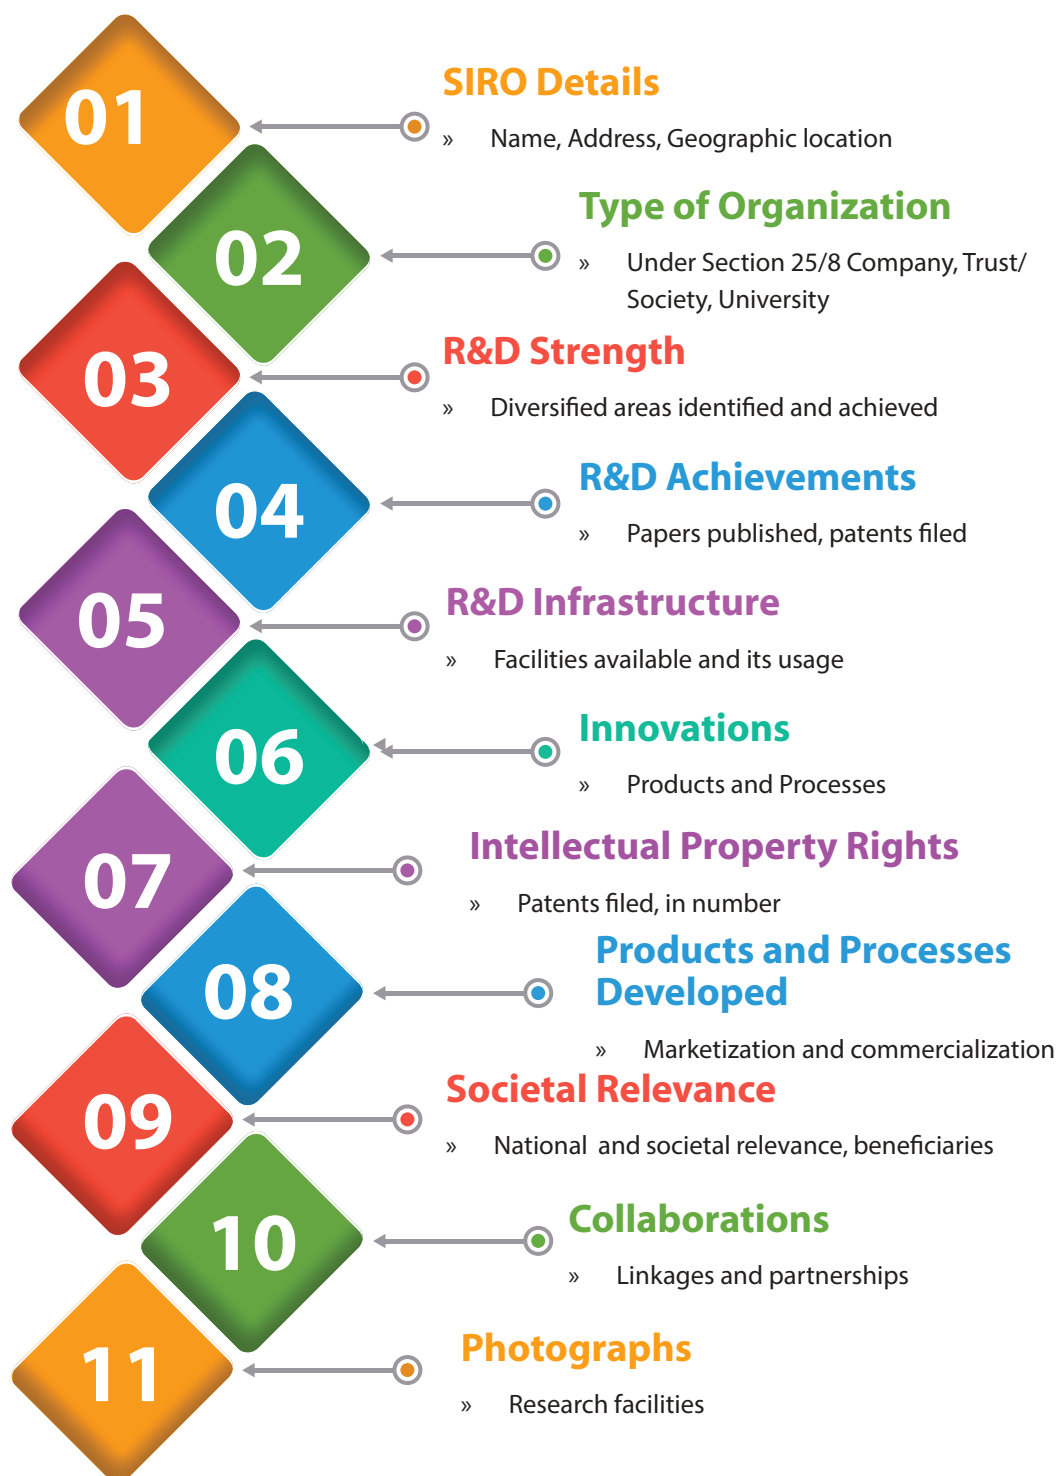 01
SIRO Details
» Name, Address, Geographic location
02
Type of Organization
» Under Section 25/8 Company, Trust/
Society, University
03
R&D Strength
» Diversified areas identified and achieved
04
R&D Achievements
» Papers published, patents filed
05
R&D Infrastructure
» Facilities available and its usage
06
Innovations
» Products and Processes
07
Intellectual Property Rights
» Patents filed, in number
08
Products and Processes
Developed
» Marketization and commercialization
09
Societal Relevance
» National and societal relevance, beneficiaries
10
Collaborations
» Linkages and partnerships
11
Photographs
» Research facilities